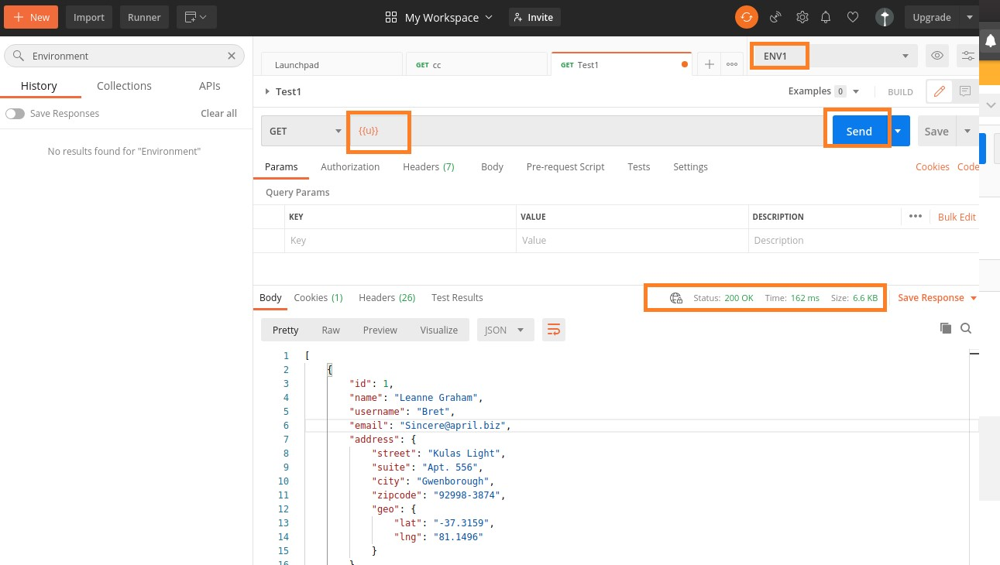 New Import Runner My Workspace Invite Upgrade
Environment
Launchpad GET cc GET Test1 ENV1
History Collections APIs
Test1 Examples 0 BUILD
Save Responses Clear all
GET {{u}} Send Save
No results found for "Environment"
Params Authorization Headers (7) Body Pre-request Script Tests Settings Cookies Code
Query Params
KEY VALUE DESCRIPTION Bulk Edit
Key Value Description
Body Cookies (1) Headers (26) Test Results Status: 200 OK Time: 162 ms Size: 6.6 KB Save Response
Pretty Raw Preview Visualize JSON
1 [
2 {
3 "id": 1,
4 "name": "Leanne Graham",
5 "username": "Bret",
6 "email": "Sincere@april.biz",
7 "address": {
8 "street": "Kulas Light",
9 "suite": "Apt. 556",
10 "city": "Gwenborough",
11 "zipcode": "92998-3874",
12 "geo": {
13 "lat": "-37.3159",
14 "lng": "81.1496"
15 }
16 }